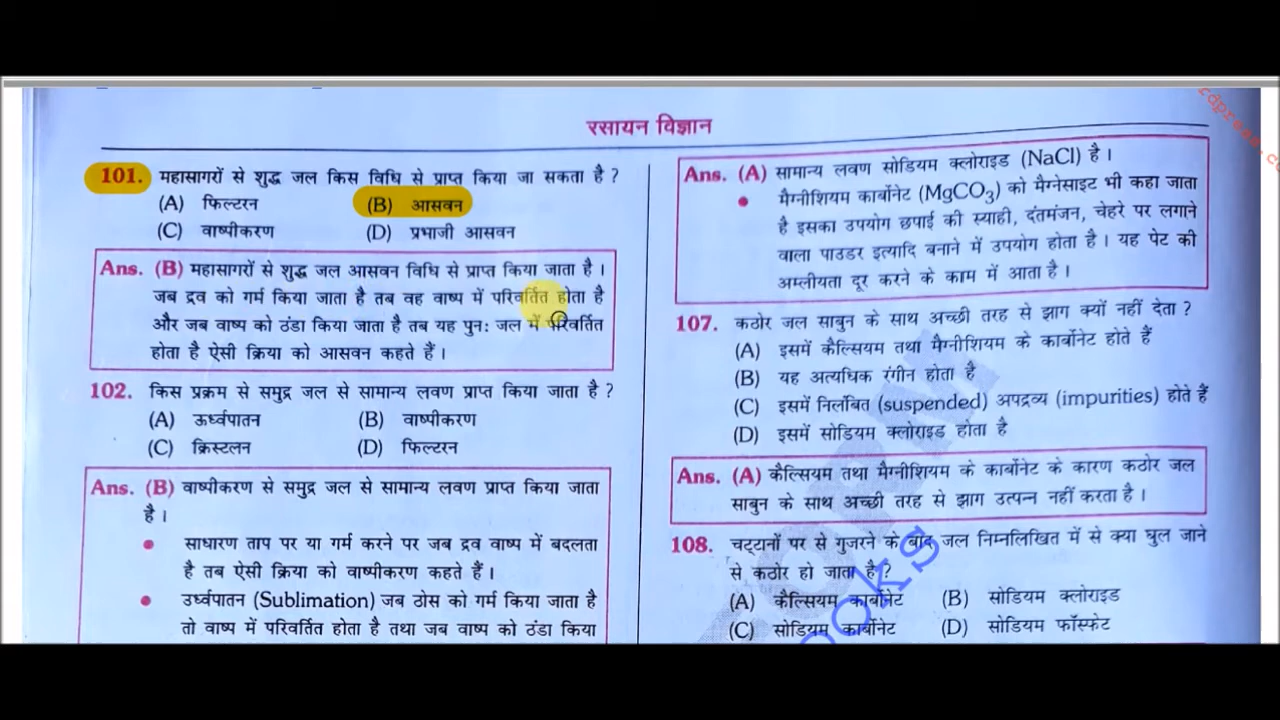 रसायन विज्ञान
101. महासागरों से शुद्ध जल किस विधि से प्राप्त किया जा सकता है ?
(A) फिल्टरन (B) आसवन
(C) वाष्पीकरण (D) प्रभाजी आसवन
Ans. (B) महासागरों से शुद्ध जल आसवन विधि से प्राप्त किया जाता है।
जब द्रव को गर्म किया जाता है तब वह वाष्प में परिवर्तित होता है
और जब वाष्प को ठंडा किया जाता है तब यह पुनः जल में परिवर्तित
होता है ऐसी क्रिया को आसवन कहते हैं।
102. किस प्रक्रम से समुद्र जल से सामान्य लवण प्राप्त किया जाता है ?
(A) ऊर्ध्वपातन (B) वाष्पीकरण
(C) क्रिस्टलन (D) फिल्टरन
Ans. (B) वाष्पीकरण से समुद्र जल से सामान्य लवण प्राप्त किया जाता
है।
• साधारण ताप पर या गर्म करने पर जब द्रव वाष्प में बदलता
है तब ऐसी क्रिया को वाष्पीकरण कहते हैं।
• उर्ध्वपातन (Sublimation) जब ठोस को गर्म किया जाता है
तो वाष्प में परिवर्तित होता है तथा जब वाष्प को ठंडा किया
Ans. (A) सामान्य लवण सोडियम क्लोराइड (NaCl) है।
• मैग्नीशियम कार्बोनेट (MgCO3) को मैग्नेसाइट भी कहा जाता
है इसका उपयोग छपाई की स्याही, दंतमंजन, चेहरे पर लगाने
वाला पाउडर इत्यादि बनाने में उपयोग होता है। यह पेट की
अम्लीयता दूर करने के काम में आता है।
107. कठोर जल साबुन के साथ अच्छी तरह से झाग क्यों नहीं देता ?
(A) इसमें कैल्सियम तथा मैग्नीशियम के कार्बोनेट होते हैं
(B) यह अत्यधिक रंगीन होता है
(C) इसमें निलंबित (suspended) अपद्रव्य (impurities) होते हैं
(D) इसमें सोडियम क्लोराइड होता है
Ans. (A) कैल्सियम तथा मैग्नीशियम के कार्बोनेट के कारण कठोर जल
साबुन के साथ अच्छी तरह से झाग उत्पन्न नहीं करता है।
108. चट्टानों पर से गुजरने के बाद जल निम्नलिखित में से क्या घुल जाने
से कठोर हो जाता है ?
(A) कैल्सियम कार्बोनेट (B) सोडियम क्लोराइड
(C) सोडियम कार्बोनेट (D) सोडियम फॉस्फेट